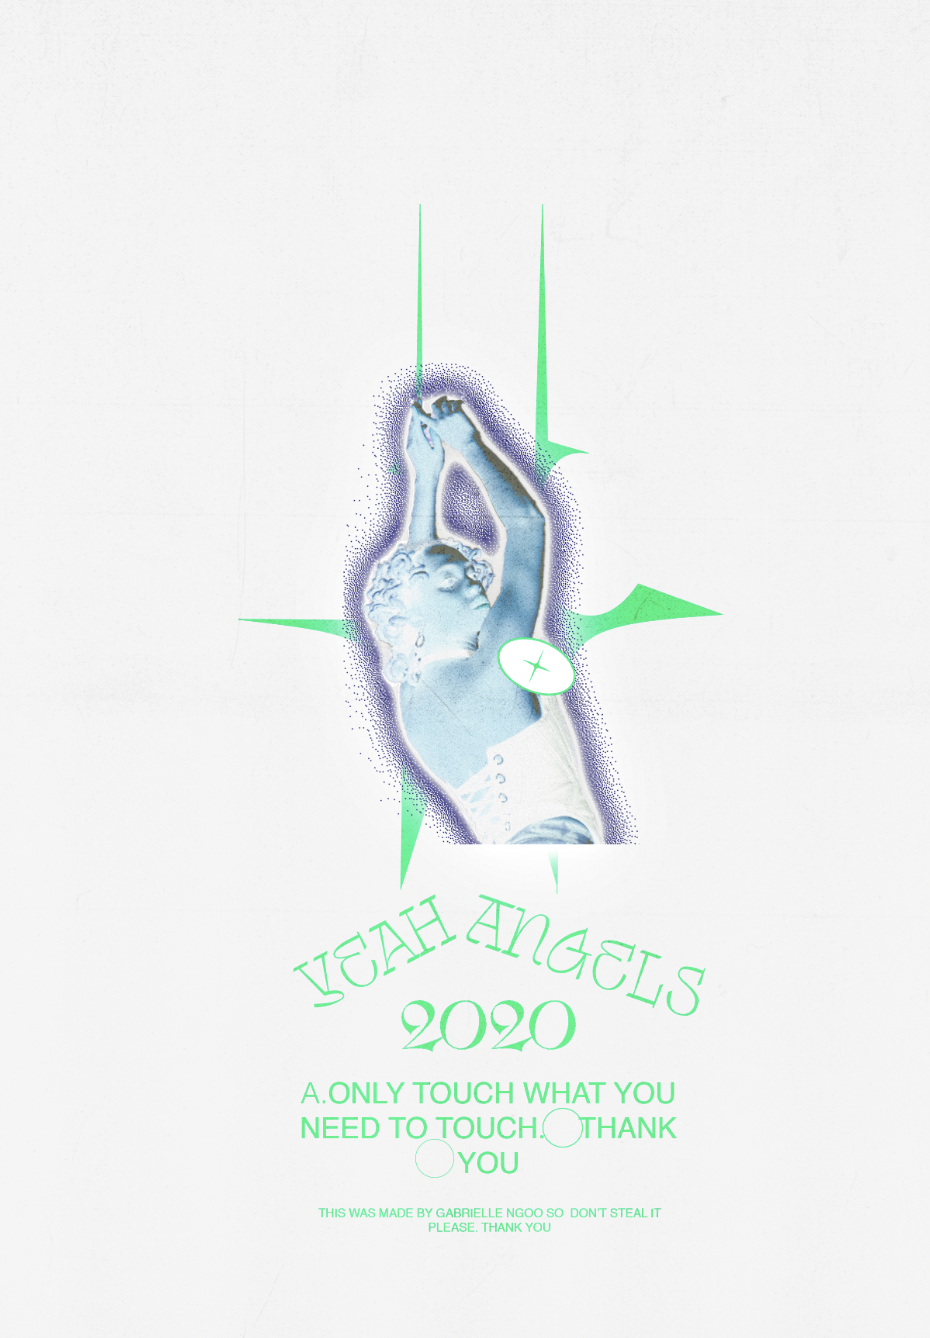 YEAH ANGELS
2020
A.ONLY TOUCH WHAT YOU
NEED TO TOUCH. THANK
YOU
THIS WAS MADE BY GABRIELLE NGOO SO DON'T STEAL IT
PLEASE. THANK YOU